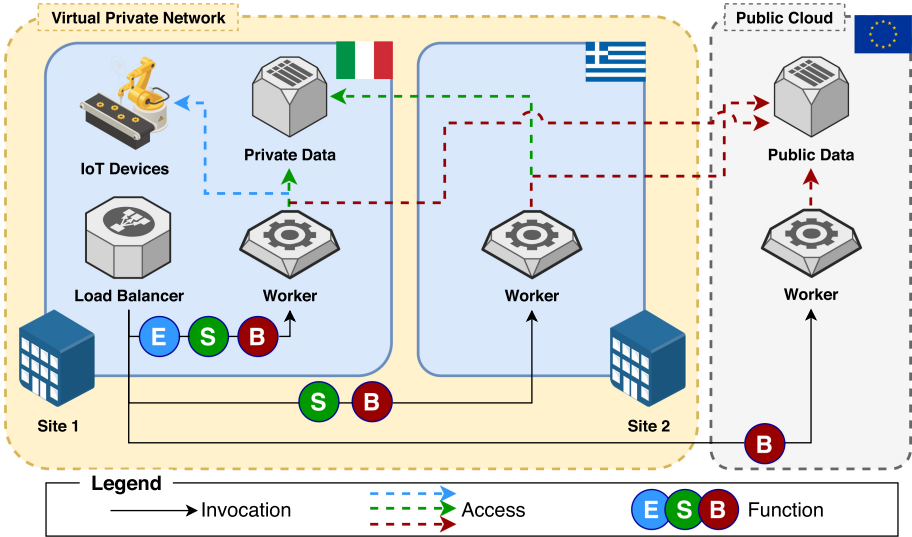 Virtual Private Network
Public Cloud
IoT Devices
Private Data
Public Data
Load Balancer
Worker
Worker
Worker
E S B
S B
B
Site 1
Site 2
Legend
Invocation
Access
E S B
Function